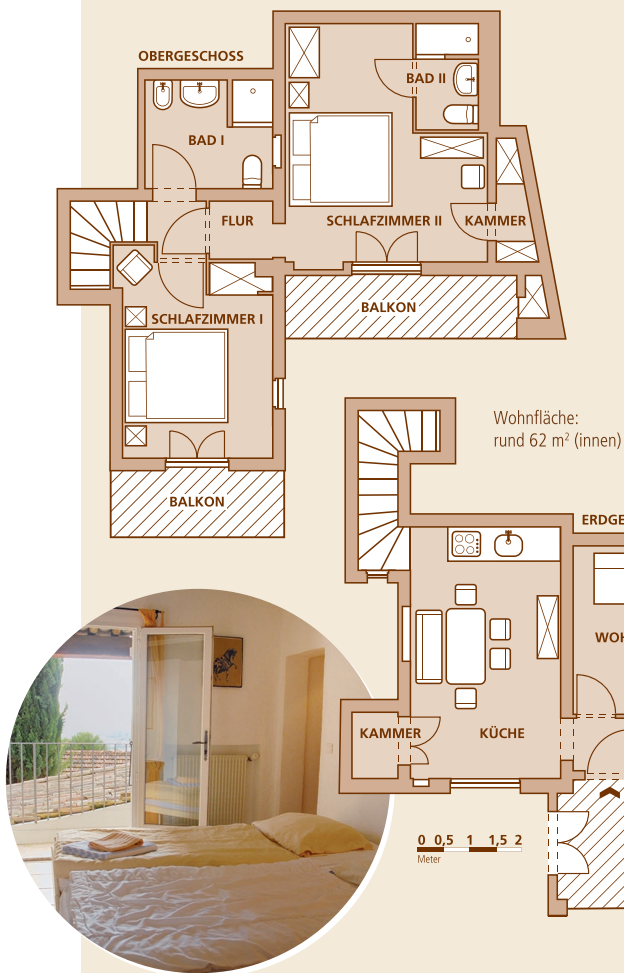 OBERGESCHOSS
BAD II
BAD I
FLUR
SCHLAFZIMMER II
KAMMER
BALKON
SCHLAFZIMMER I
BALKON
Wohnfläche:
rund 62 m² (innen)
ERDGE
WOH
KAMMER
KÜCHE
0 0,5 1 1,5 2
Meter